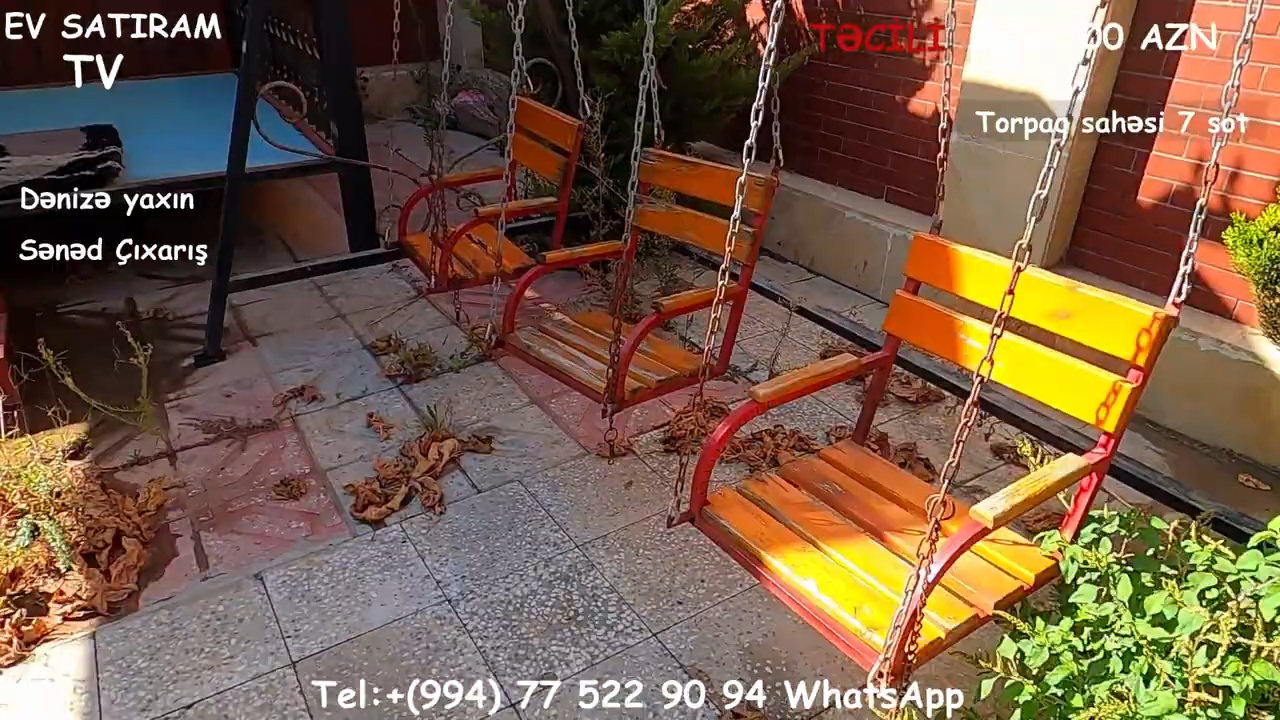 EV SATIRAM
TV
TƏCİLİ
00 AZN
Torpaq sahəsi 7 sot
Dənizə yaxın
Sənəd Çıxarış
Tel:+(994) 77 522 90 94 WhatsApp